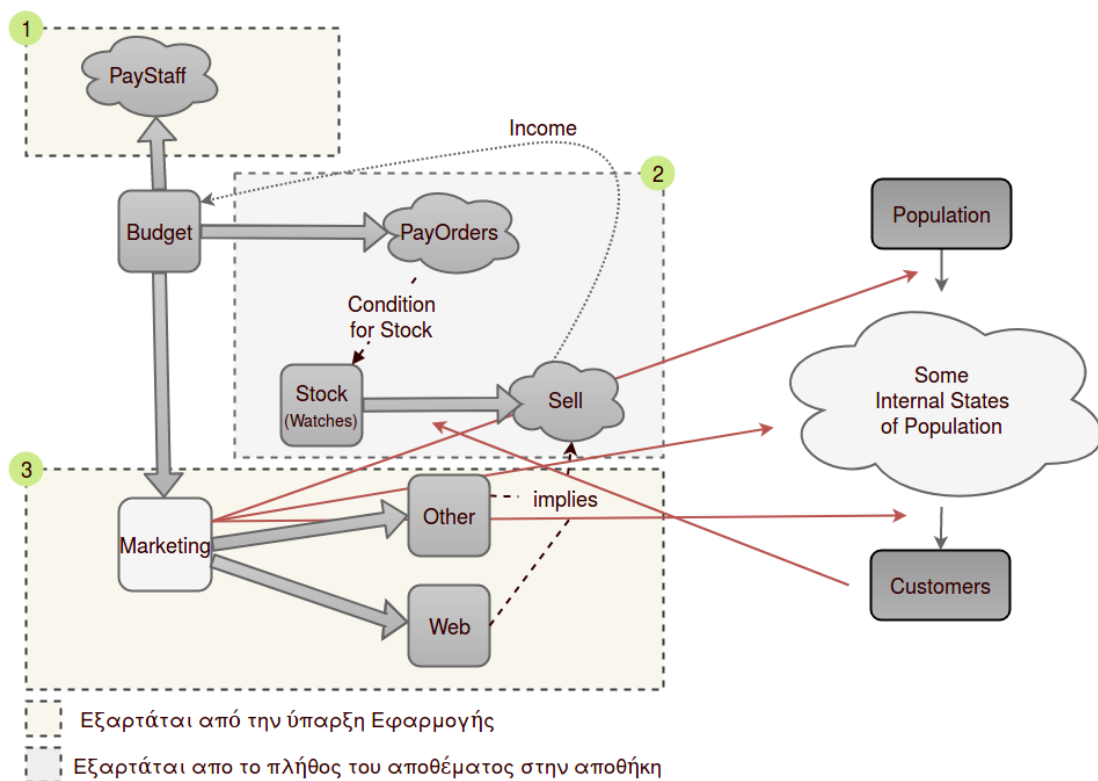 1
PayStaff
Income
2
Budget
PayOrders
Population
Condition
for Stock
Stock
(Watches)
Sell
Some
Internal States
of Population
3
Marketing
Other
implies
Web
Customers
Εξαρτάται από την ύπαρξη Εφαρμογής
Εξαρτάται απο το πλήθος του αποθέματος στην αποθήκη